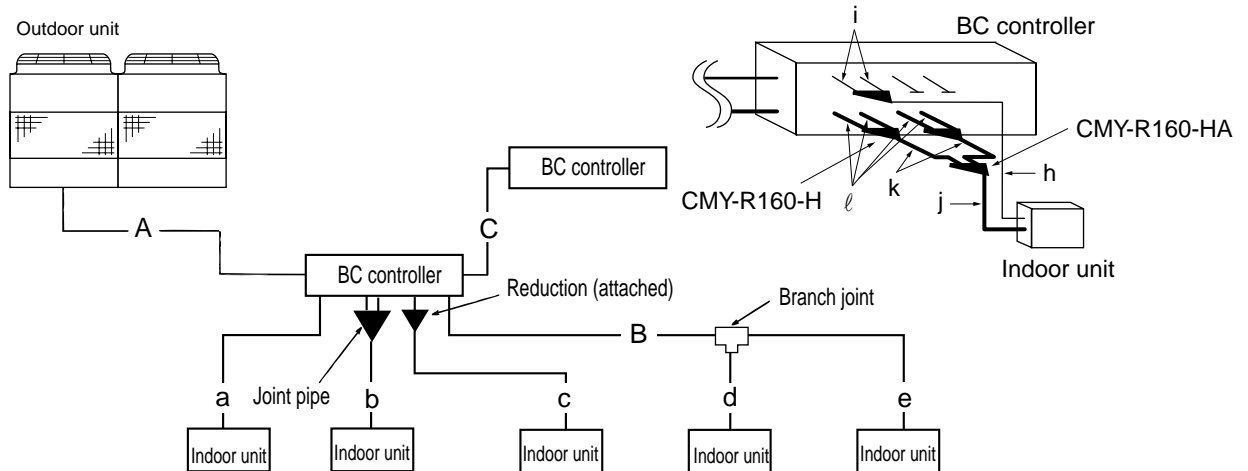 Outdoor unit
A
BC controller
C
BC controller
Reduction (attached)
Branch joint
B
Joint pipe
a
b
c
d
e
Indoor unit
Indoor unit
Indoor unit
Indoor unit
Indoor unit
i
BC controller
CMY-R160-HA
CMY-R160-H
ℓ
k
h
j
Indoor unit